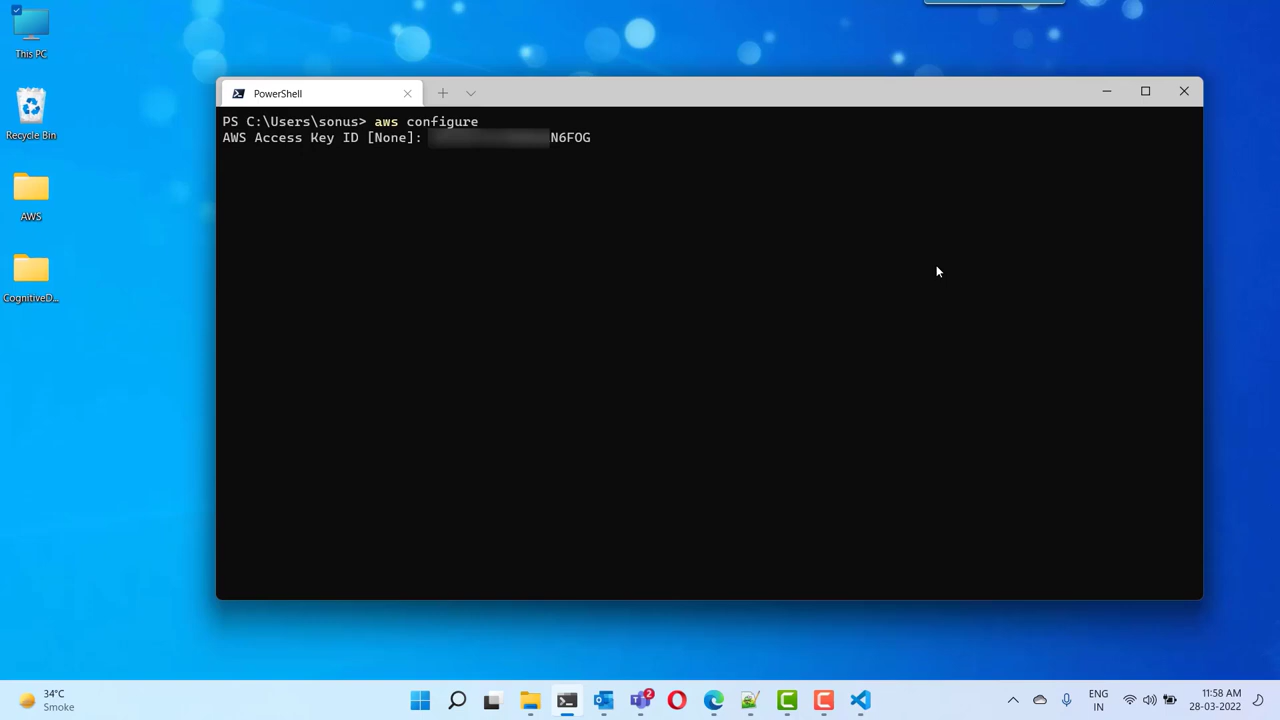 This PC
Recycle Bin
AWS
CognitiveD...
PowerShell
PS C:\Users\sonus> aws configure
AWS Access Key ID [None]: N6FOG
34°C
Smoke
2
ENG
IN
11:58 AM
28-03-2022